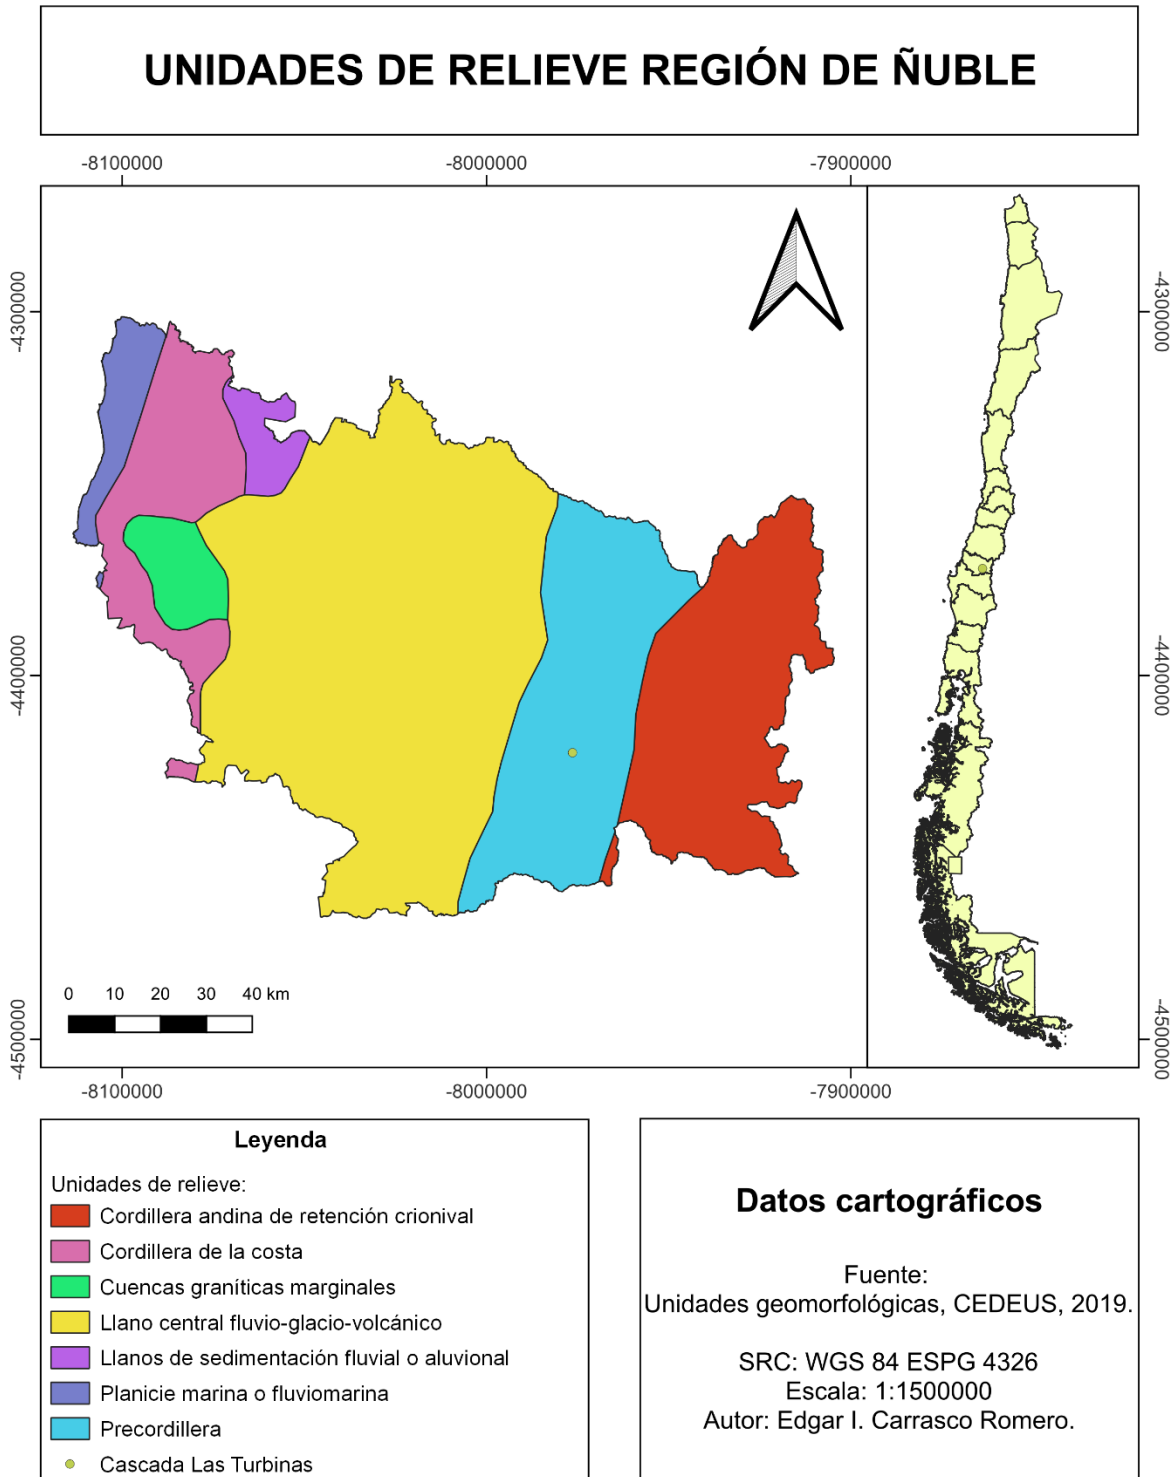 UNIDADES DE RELIEVE REGIÓN DE ÑUBLE
-8100000
-8000000
-7900000
-4300000
-4300000
-4400000
-4400000
-4500000
-4500000
0 10 20 30 40 km
-8100000
-8000000
-7900000
Leyenda
Unidades de relieve:
Cordillera andina de retención crionival
Cordillera de la costa
Cuencas graníticas marginales
Llano central fluvio-glacio-volcánico
Llanos de sedimentación fluvial o aluvional
Planicie marina o fluviomarina
Precordillera
Cascada Las Turbinas
Datos cartográficos
Fuente:
Unidades geomorfológicas, CEDEUS, 2019.
SRC: WGS 84 ESPG 4326
Escala: 1:1500000
Autor: Edgar I. Carrasco Romero.